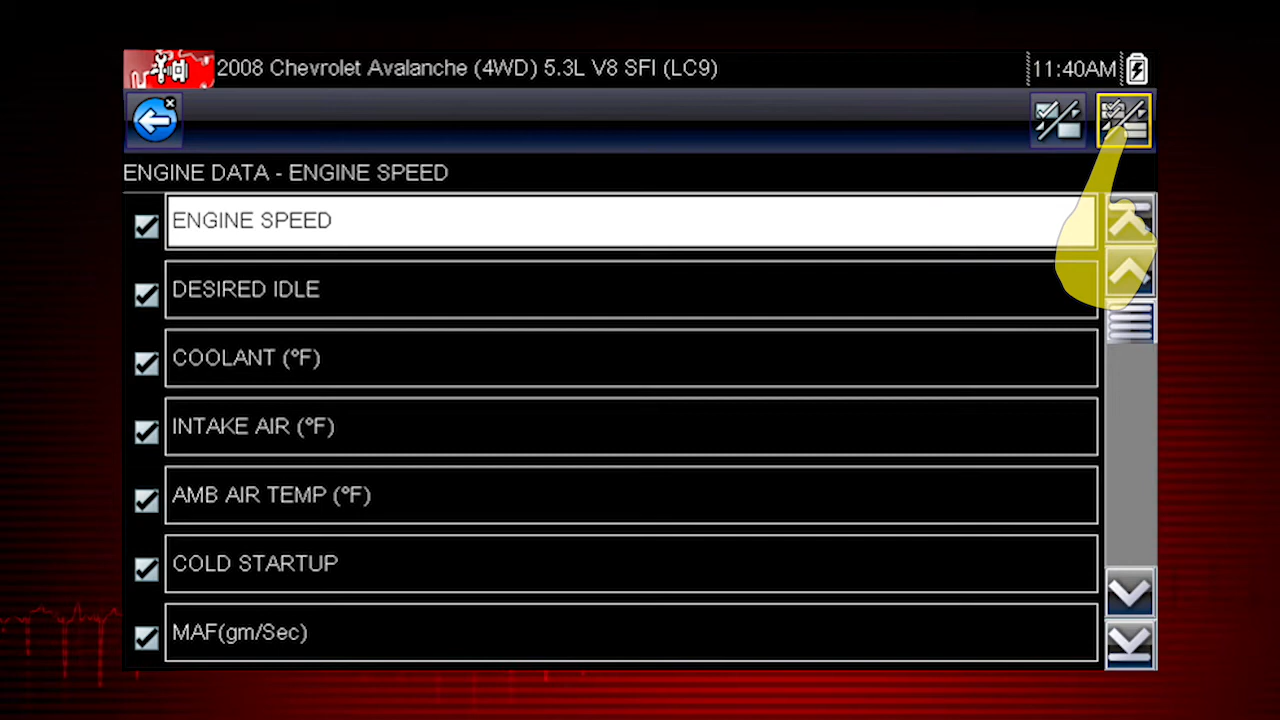 2008 Chevrolet Avalanche (4WD) 5.3L V8 SFI (LC9)
11:40AM
ENGINE DATA - ENGINE SPEED
ENGINE SPEED
DESIRED IDLE
COOLANT (°F)
INTAKE AIR (°F)
AMB AIR TEMP (°F)
COLD STARTUP
MAF(gm/Sec)